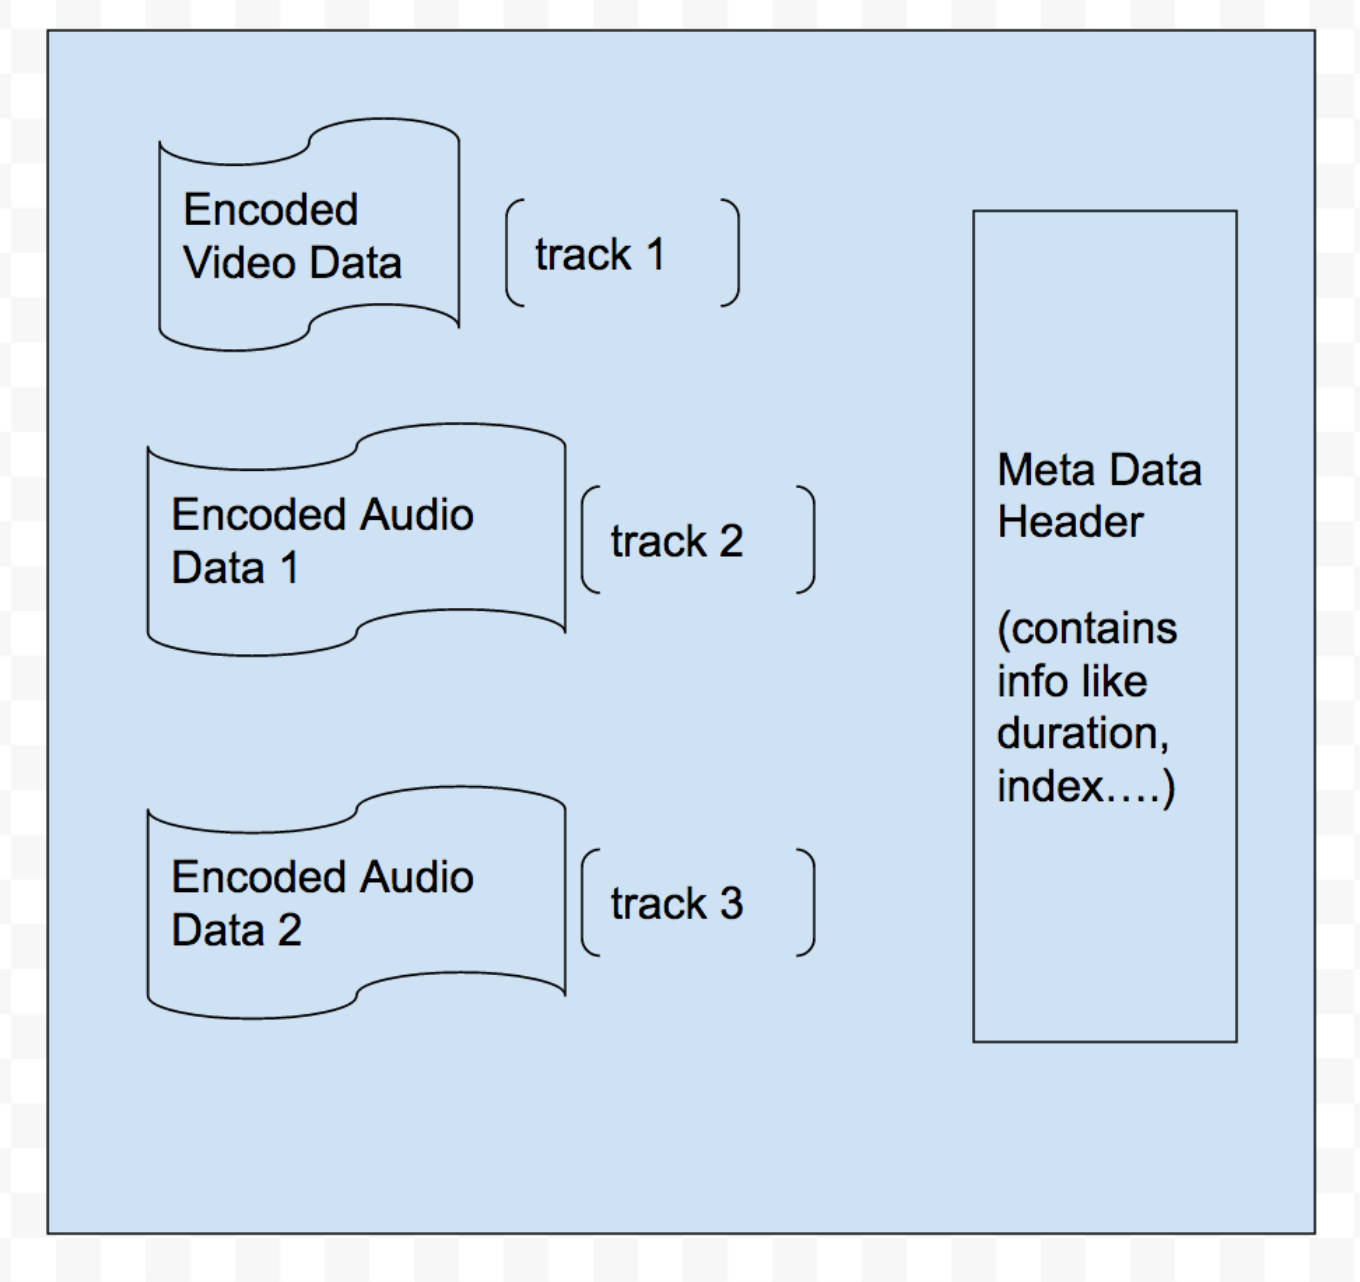 Encoded
Video Data
track 1
Encoded Audio
Data 1
track 2
Encoded Audio
Data 2
track 3
Meta Data
Header
(contains
info like
duration,
index....)